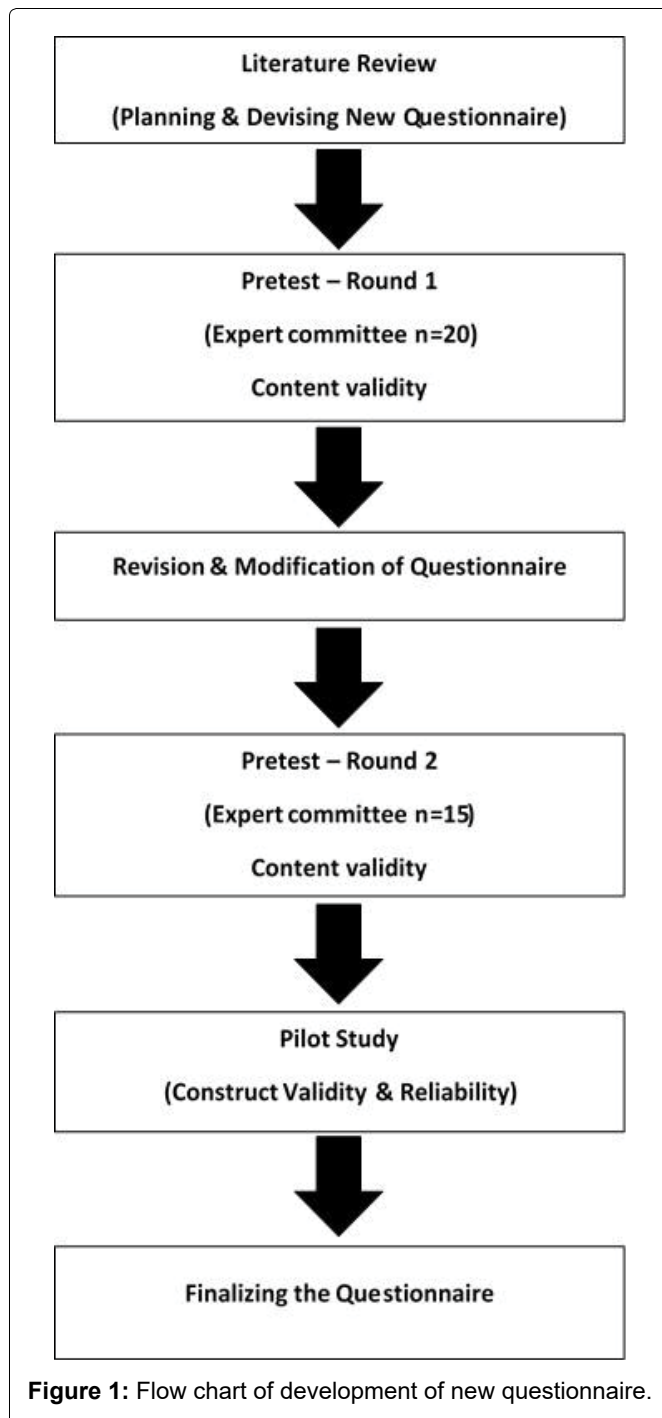 Literature Review
(Planning & Devising New Questionnaire)
Pretest – Round 1
(Expert committee n=20)
Content validity
Revision & Modification of Questionnaire
Pretest – Round 2
(Expert committee n=15)
Content validity
Pilot Study
(Construct Validity & Reliability)
Finalizing the Questionnaire
Figure 1: Flow chart of development of new questionnaire.